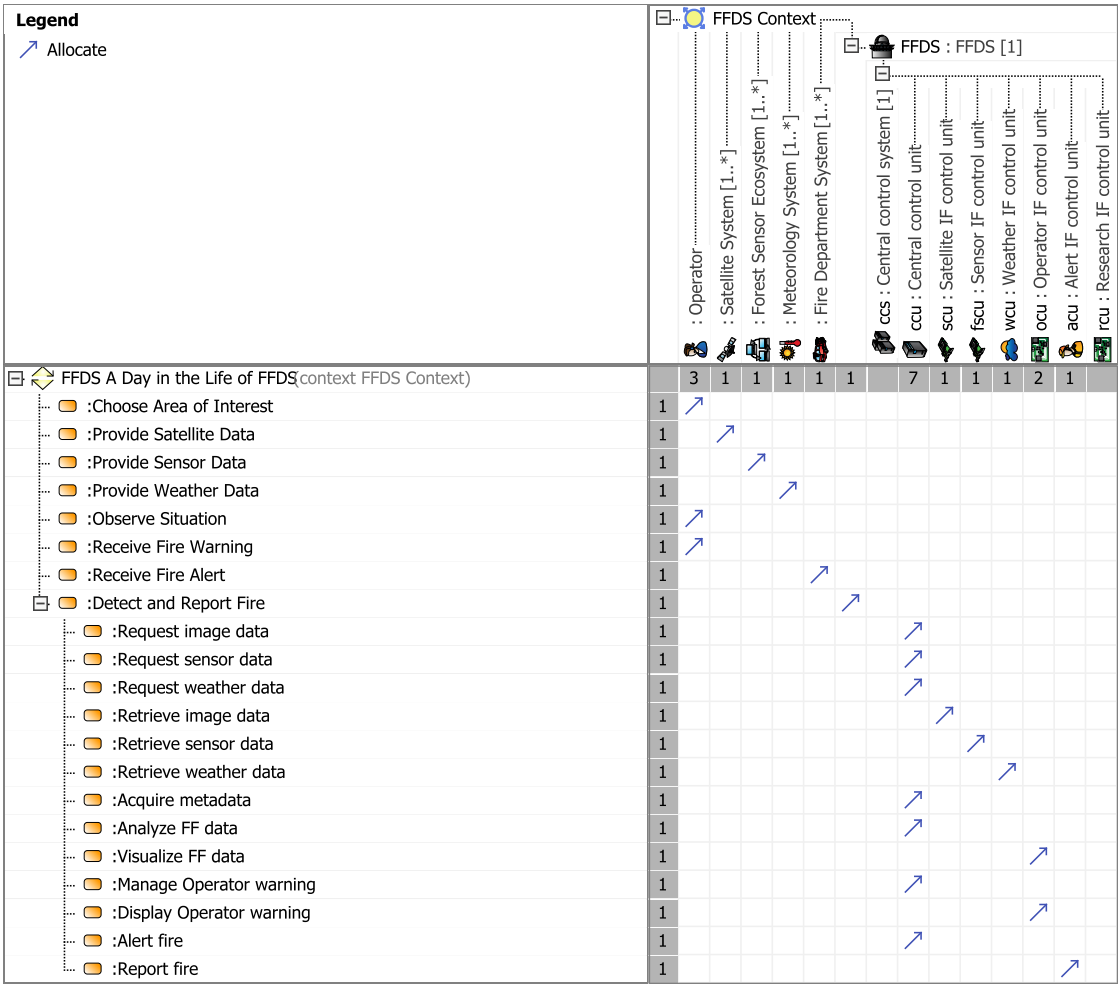 Legend
Allocate
FFDS Context
FFDS : FFDS [1]
: Operator
: Satellite System [1..*]
: Forest Sensor Ecosystem [1..*]
: Meteorology System [1..*]
: Fire Department System [1..*]
ccs : Central control system [1]
ccu : Central control unit
scu : Satellite IF control unit
fscu : Sensor IF control unit
wcu : Weather IF control unit
ocu : Operator IF control unit
acu : Alert IF control unit
rcu : Research IF control unit
FFDS A Day in the Life of FFDS(context FFDS Context) 3 1 1 1 1 1 7 1 1 1 2 1
:Choose Area of Interest 1
:Provide Satellite Data 1
:Provide Sensor Data 1
:Provide Weather Data 1
:Observe Situation 1
:Receive Fire Warning 1
:Receive Fire Alert 1
:Detect and Report Fire 1
:Request image data 1
:Request sensor data 1
:Request weather data 1
:Retrieve image data 1
:Retrieve sensor data 1
:Retrieve weather data 1
:Acquire metadata 1
:Analyze FF data 1
:Visualize FF data 1
:Manage Operator warning 1
:Display Operator warning 1
:Alert fire 1
:Report fire 1